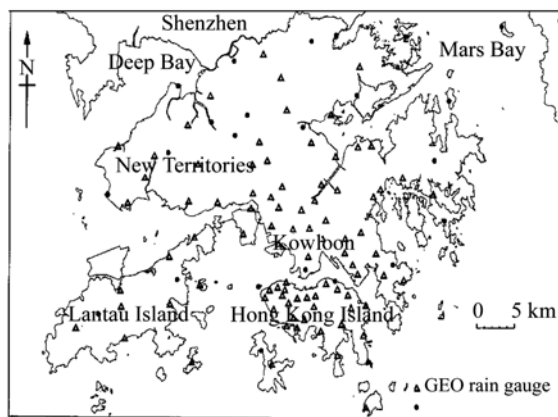 Shenzhen
Deep Bay
Mars Bay
N
New Territories
Kowloon
Lantau Island
Hong Kong Island
0 5 km
GEO rain gauge